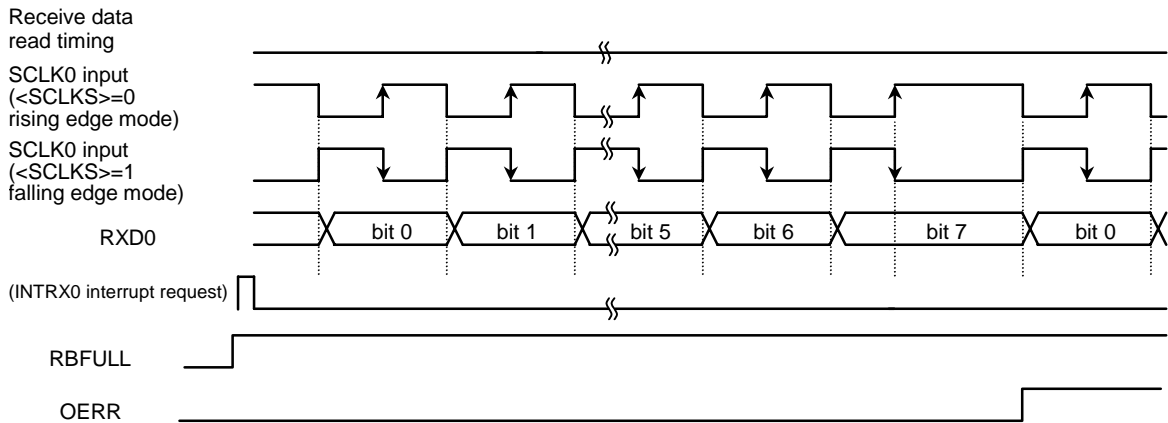 Receive data
read timing
SCLK0 input
(<SCLKS>=0
rising edge mode)
SCLK0 input
(<SCLKS>=1
falling edge mode)
RXD0
bit 0
bit 1
bit 5
bit 6
bit 7
bit 0
(INTRX0 interrupt request)
RBFULL
OERR